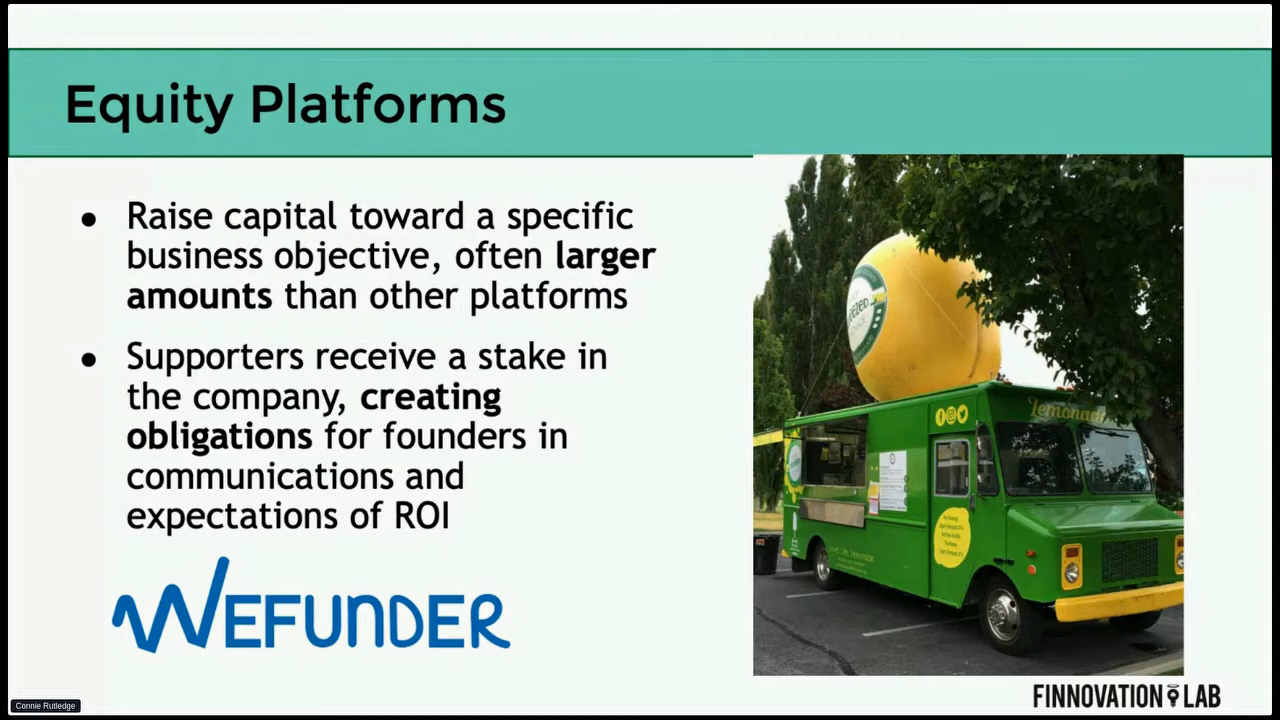 Equity Platforms
● Raise capital toward a specific
business objective, often larger
amounts than other platforms
● Supporters receive a stake in
the company, creating
obligations for founders in
communications and
expectations of ROI
WEFUNDER
Lemonade
FINNOVATION LAB
Connie Rutledge